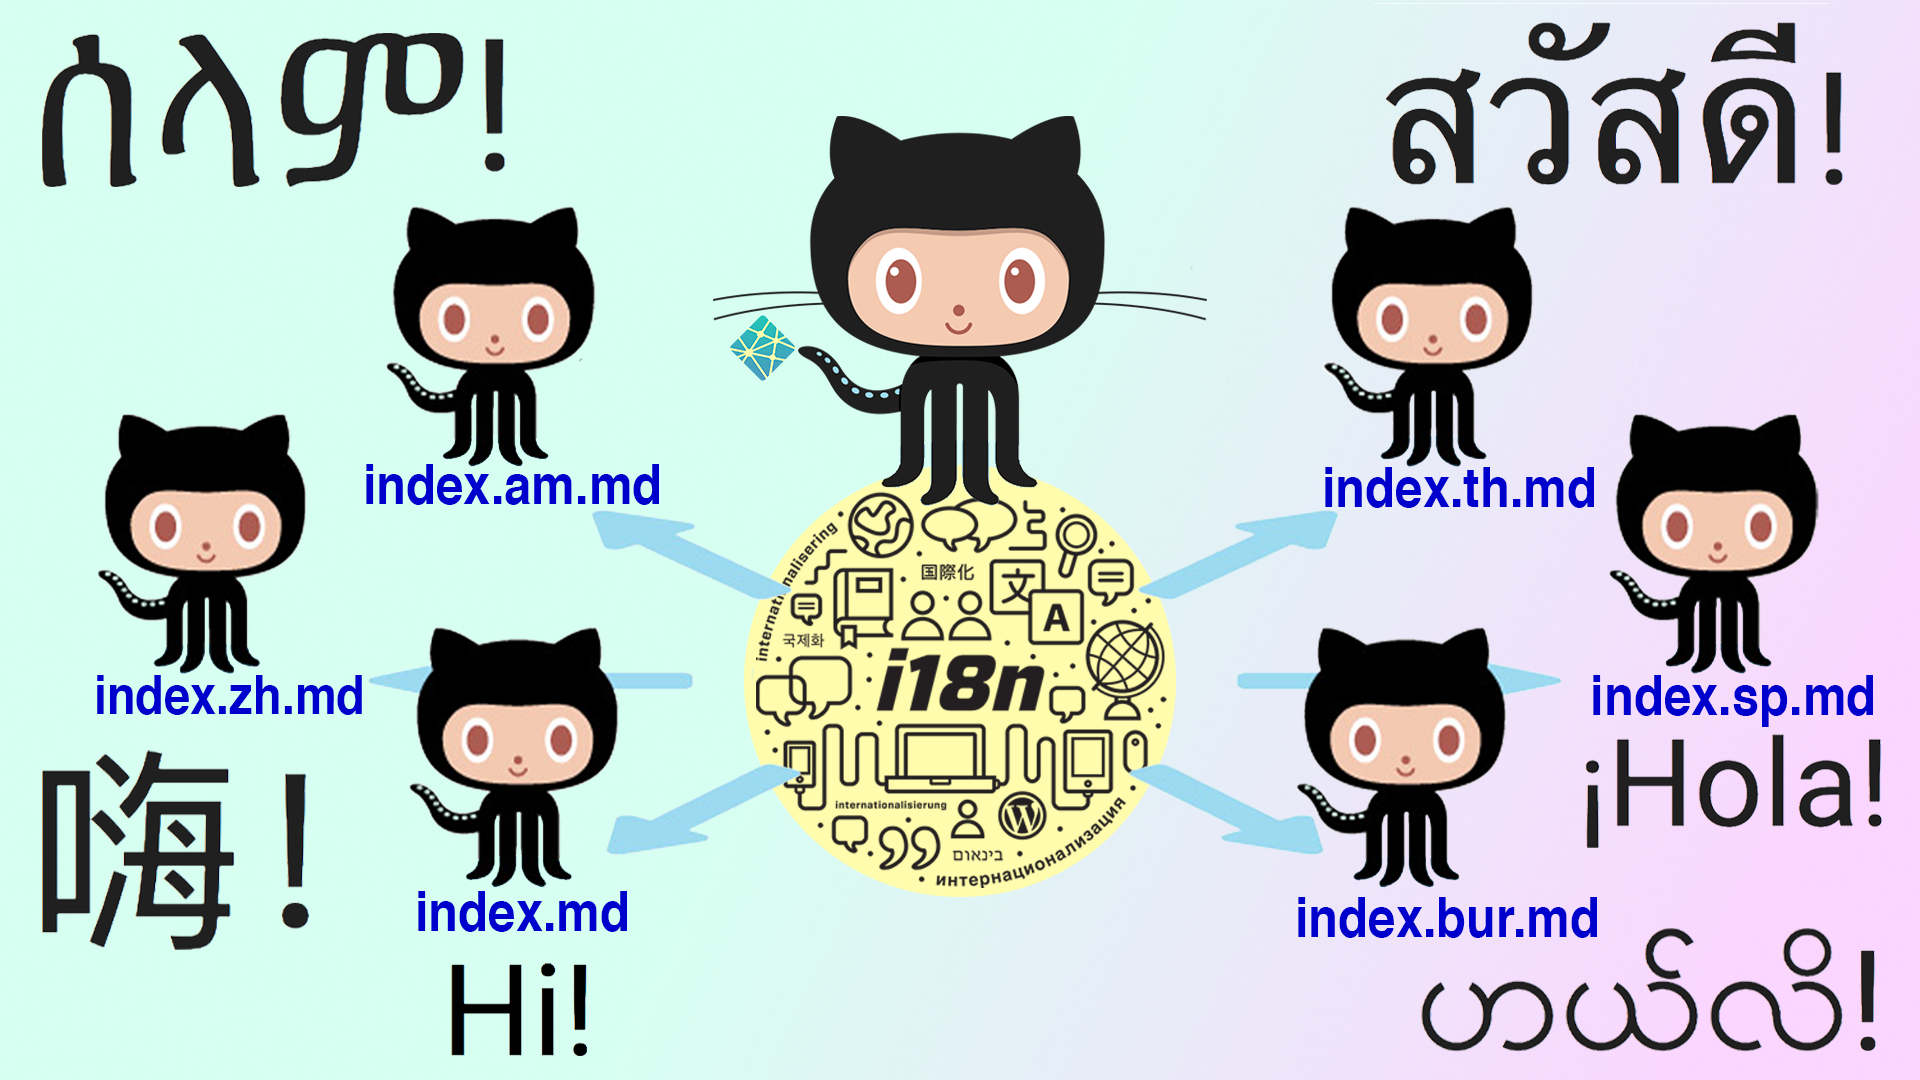 ሰላም!
สวัสดี!
index.am.md
index.th.md
index.zh.md
index.sp.md
嗨!
¡Hola!
index.md
index.bur.md
Hi!
ဟယ်လို!
internationalisering
国際化
文
A
국제화
i18n
internationalisierung
W
בינאום
интернационализация